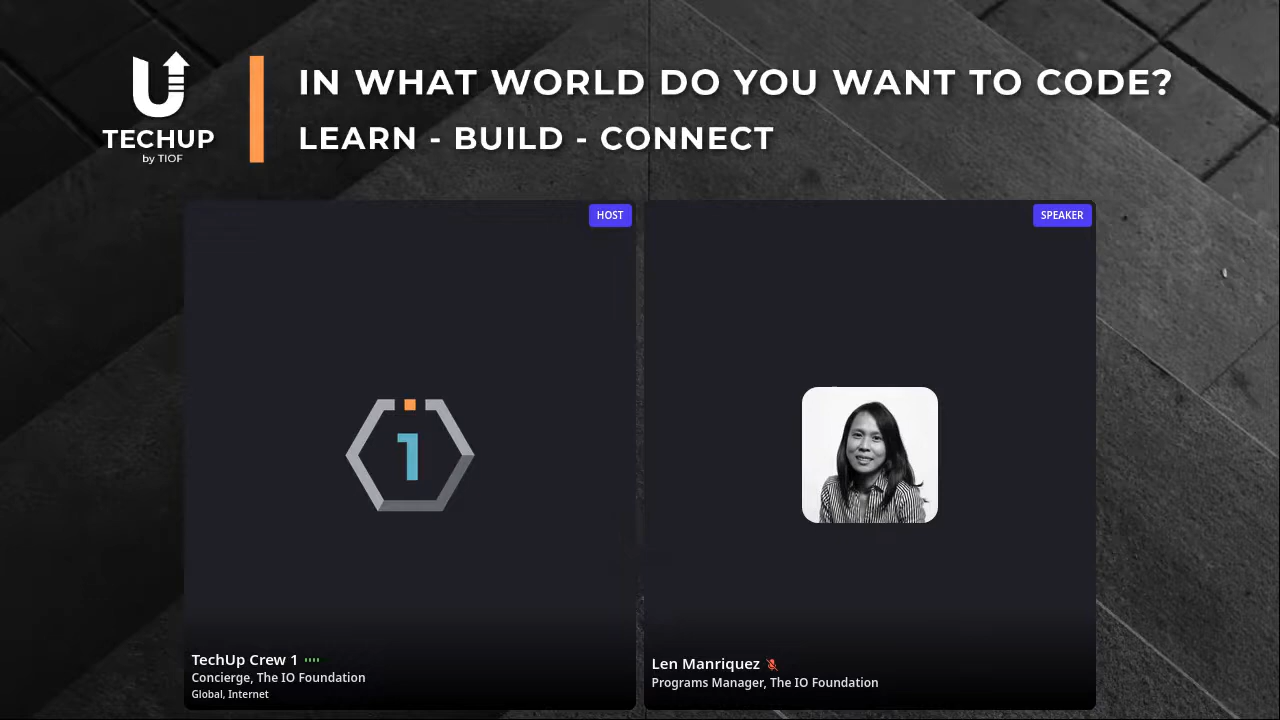 IN WHAT WORLD DO YOU WANT TO CODE?
LEARN - BUILD - CONNECT
TECHUP
by TIOF
HOST
SPEAKER
1
TechUp Crew 1
Concierge, The IO Foundation
Global, Internet
Len Manriquez
Programs Manager, The IO Foundation